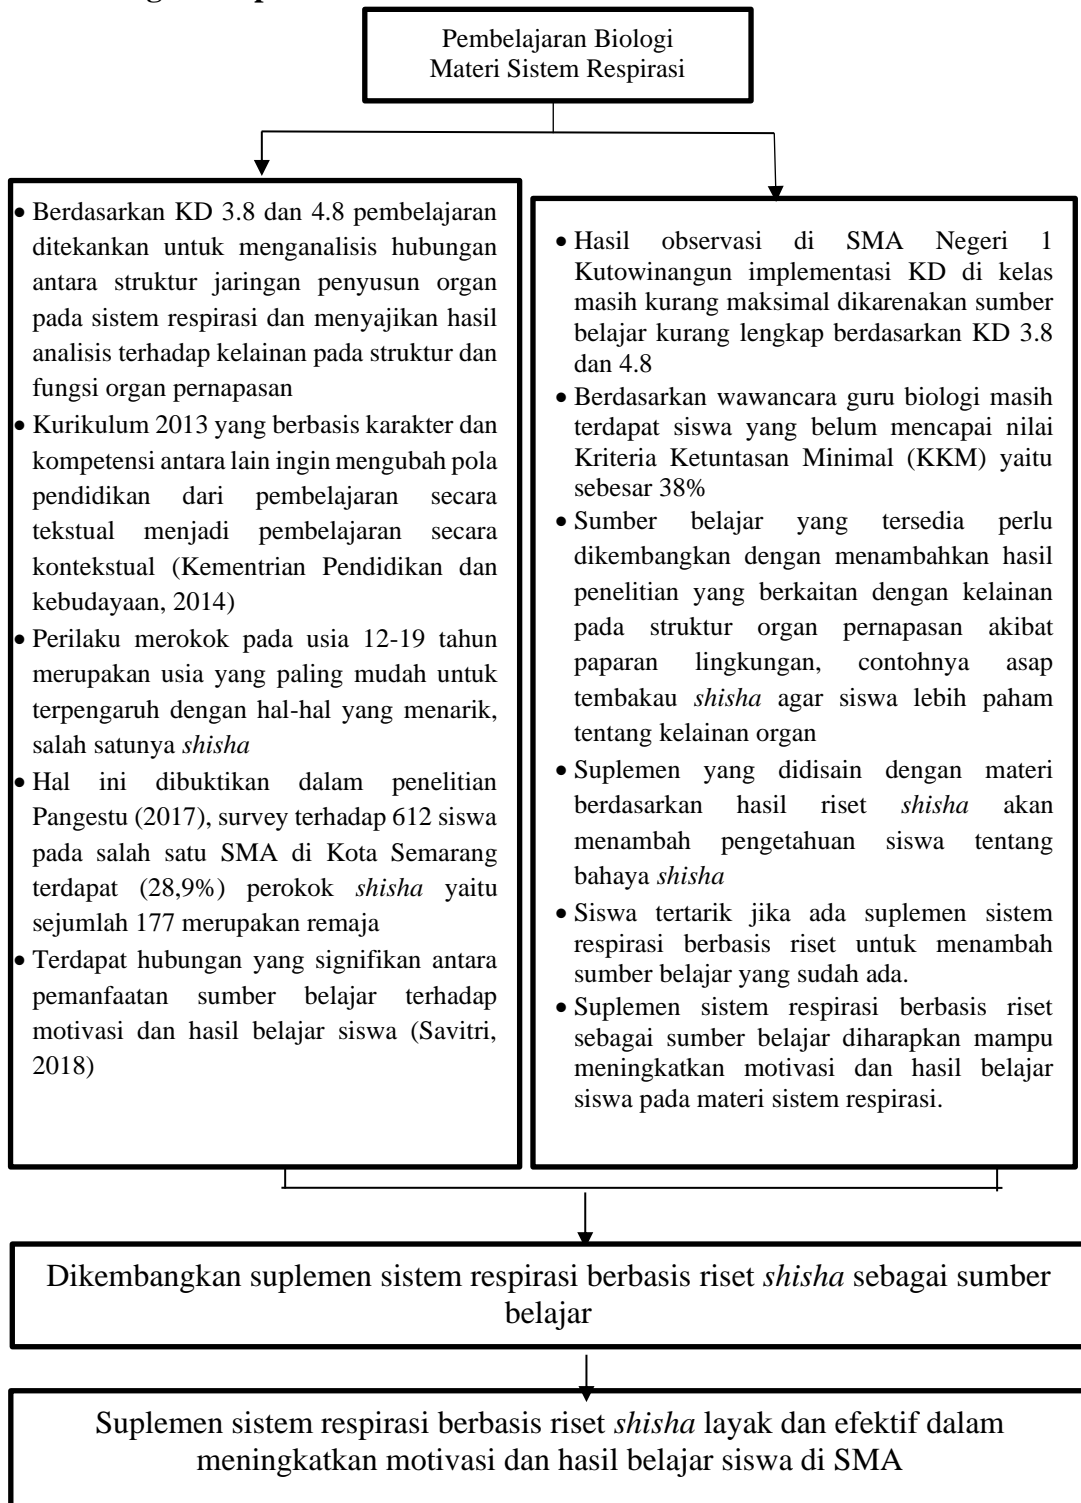 Pembelajaran Biologi
Materi Sistem Respirasi
• Berdasarkan KD 3.8 dan 4.8 pembelajaran
ditekankan untuk menganalisis hubungan
antara struktur jaringan penyusun organ
pada sistem respirasi dan menyajikan hasil
analisis terhadap kelainan pada struktur dan
fungsi organ pernapasan
• Kurikulum 2013 yang berbasis karakter dan
kompetensi antara lain ingin mengubah pola
pendidikan dari pembelajaran secara
tekstual menjadi pembelajaran secara
kontekstual (Kementrian Pendidikan dan
kebudayaan, 2014)
• Perilaku merokok pada usia 12-19 tahun
merupakan usia yang paling mudah untuk
terpengaruh dengan hal-hal yang menarik,
salah satunya shisha
• Hal ini dibuktikan dalam penelitian
Pangestu (2017), survey terhadap 612 siswa
pada salah satu SMA di Kota Semarang
terdapat (28,9%) perokok shisha yaitu
sejumlah 177 merupakan remaja
• Terdapat hubungan yang signifikan antara
pemanfaatan sumber belajar terhadap
motivasi dan hasil belajar siswa (Savitri,
2018)
• Hasil observasi di SMA Negeri 1
Kutowinangun implementasi KD di kelas
masih kurang maksimal dikarenakan sumber
belajar kurang lengkap berdasarkan KD 3.8
dan 4.8
• Berdasarkan wawancara guru biologi masih
terdapat siswa yang belum mencapai nilai
Kriteria Ketuntasan Minimal (KKM) yaitu
sebesar 38%
• Sumber belajar yang tersedia perlu
dikembangkan dengan menambahkan hasil
penelitian yang berkaitan dengan kelainan
pada struktur organ pernapasan akibat
paparan lingkungan, contohnya asap
tembakau shisha agar siswa lebih paham
tentang kelainan organ
• Suplemen yang didisain dengan materi
berdasarkan hasil riset shisha akan
menambah pengetahuan siswa tentang
bahaya shisha
• Siswa tertarik jika ada suplemen sistem
respirasi berbasis riset untuk menambah
sumber belajar yang sudah ada.
• Suplemen sistem respirasi berbasis riset
sebagai sumber belajar diharapkan mampu
meningkatkan motivasi dan hasil belajar
siswa pada materi sistem respirasi.
Dikembangkan suplemen sistem respirasi berbasis riset shisha sebagai sumber
belajar
Suplemen sistem respirasi berbasis riset shisha layak dan efektif dalam
meningkatkan motivasi dan hasil belajar siswa di SMA